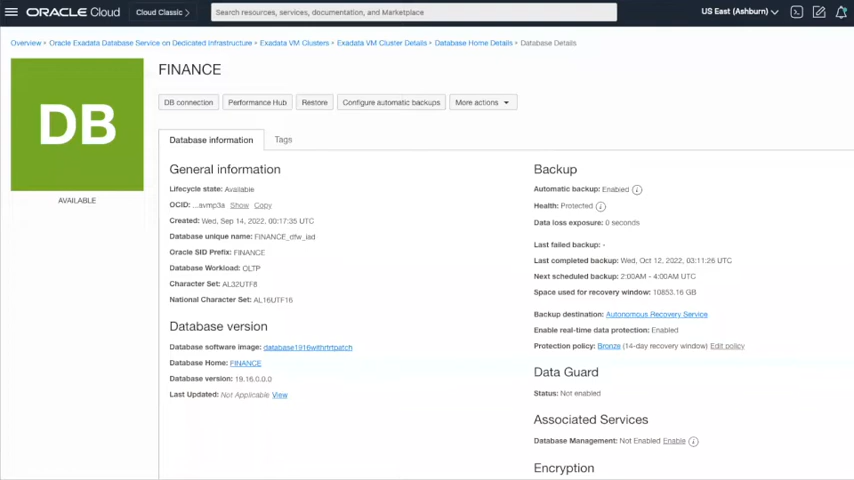 ORACLE Cloud
Cloud Classic >
Search resources, services, documentation, and Marketplace
US East (Ashburn)
Overview » Oracle Exadata Database Service on Dedicated Infrastructure » Exadata VM Clusters » Exadata VM Cluster Details » Database Home Details » Database Details
DB
AVAILABLE
FINANCE
DB connection
Performance Hub
Restore
Configure automatic backups
More actions
Database information
Tags
General information
Lifecycle state: Available
OCID: ...avmp3a Show Copy
Created: Wed, Sep 14, 2022, 00:17:35 UTC
Database unique name: FINANCE_dfw_iad
Oracle SID Prefix: FINANCE
Database Workload: OLTP
Character Set: AL32UTF8
National Character Set: AL16UTF16
Database version
Database software image: database1916withrtrtpatch
Database Home: FINANCE
Database version: 19.16.0.0.0
Last Updated: Not Applicable View
Backup
Automatic backup: Enabled
Health: Protected
Data loss exposure: 0 seconds
Last failed backup: -
Last completed backup: Wed, Oct 12, 2022, 03:11:26 UTC
Next scheduled backup: 2:00AM - 4:00AM UTC
Space used for recovery window: 10853.16 GB
Backup destination: Autonomous Recovery Service
Enable real-time data protection: Enabled
Protection policy: Bronze (14-day recovery window) Edit policy
Data Guard
Status: Not enabled
Associated Services
Database Management: Not Enabled Enable
Encryption